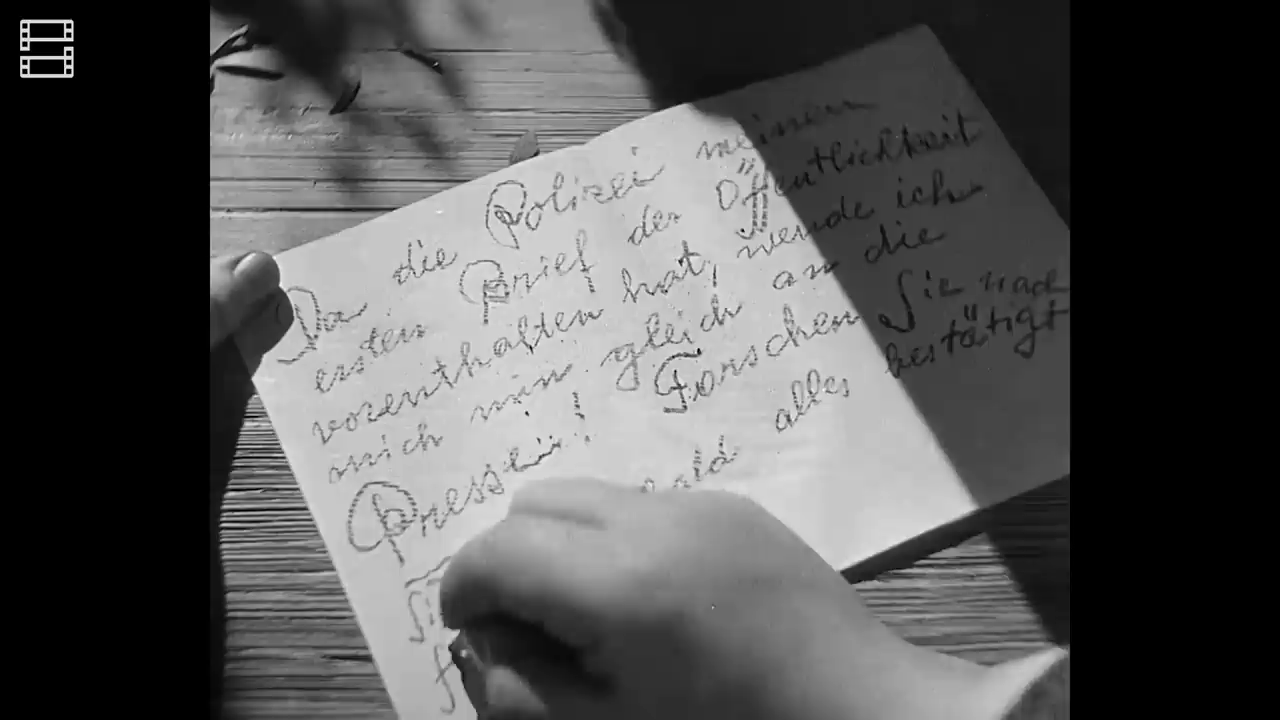 Da die Polizei meinen
ersten Brief der Öffentlichkeit
vorenthalten hat, wende ich
mich nun gleich an die
Presse! Forschen Sie nach
bald alles bestätigt